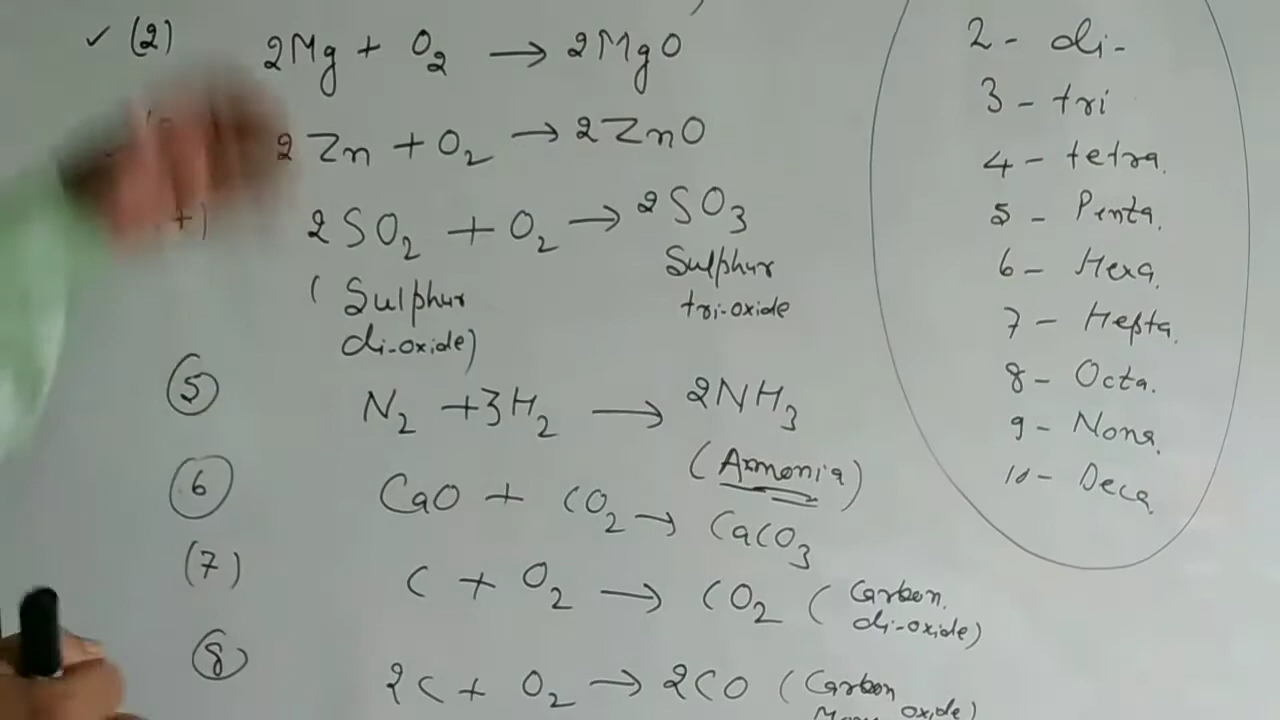 (2) 2Mg + O₂ → 2MgO
2Zn + O₂ → 2ZnO
2SO₂ + O₂ → 2SO₃
(Sulphur
di-oxide)
Sulphur
tri-oxide
(5) N₂ + 3H₂ → 2NH₃
(Ammonia)
(6) CaO + CO₂ → CaCO₃
(7) C + O₂ → CO₂ (Carbon
di-oxide)
(8) 2C + O₂ → 2CO (Carbon
oxide)
2 - di-
3 - tri
4 - tetra.
5 - Penta.
6 - Hexa.
7 - Hepta.
8 - Octa.
9 - Nona.
10 - Deca.